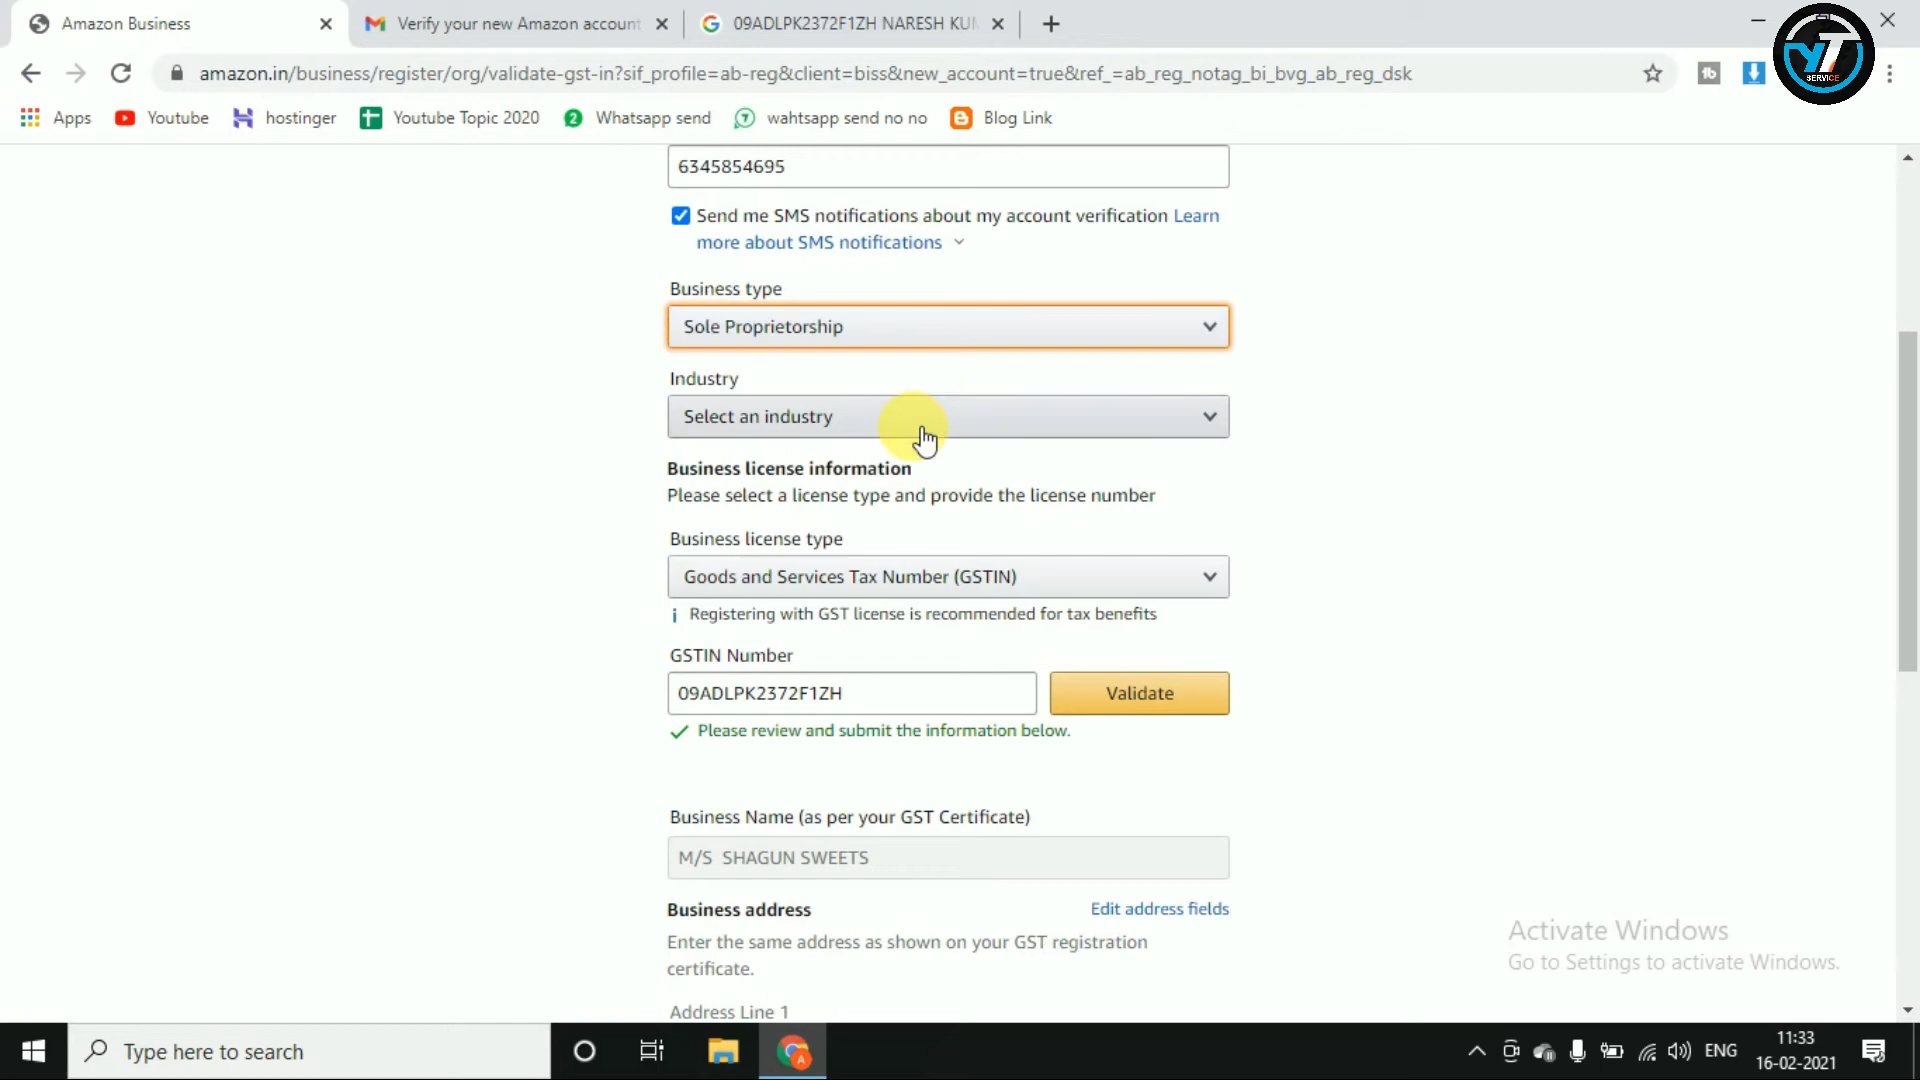 Amazon Business
Verify your new Amazon account
09ADLPK2372F1ZH NARESH KUM
amazon.in/business/register/org/validate-gst-in?sif_profile=ab-reg&client=biss&new_account=true&ref_=ab_reg_notag_bi_bvg_ab_reg_dsk
YT
SERVICE
Apps
Youtube
hostinger
Youtube Topic 2020
Whatsapp send
wahtsapp send no no
Blog Link
6345854695
Send me SMS notifications about my account verification Learn
more about SMS notifications
Business type
Sole Proprietorship
Industry
Select an industry
Business license information
Please select a license type and provide the license number
Business license type
Goods and Services Tax Number (GSTIN)
Registering with GST license is recommended for tax benefits
GSTIN Number
09ADLPK2372F1ZH
Validate
Please review and submit the information below.
Business Name (as per your GST Certificate)
M/S SHAGUN SWEETS
Business address
Edit address fields
Enter the same address as shown on your GST registration
certificate.
Address Line 1
Activate Windows
Go to Settings to activate Windows.
Type here to search
ENG
11:33
16-02-2021